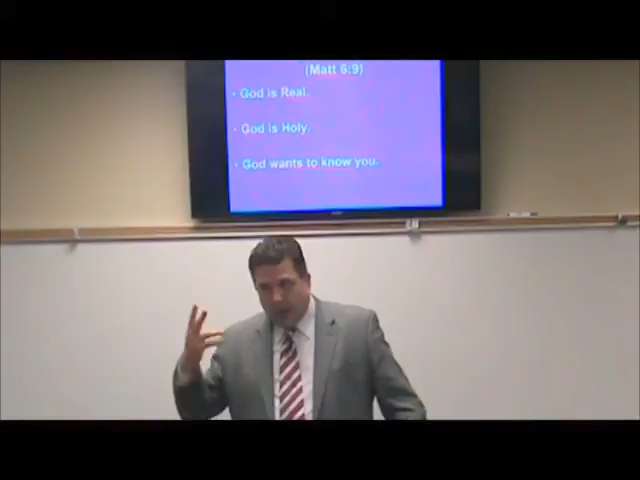 (Matt 6:9)
• God is Real.
• God is Holy.
• God wants to know you.